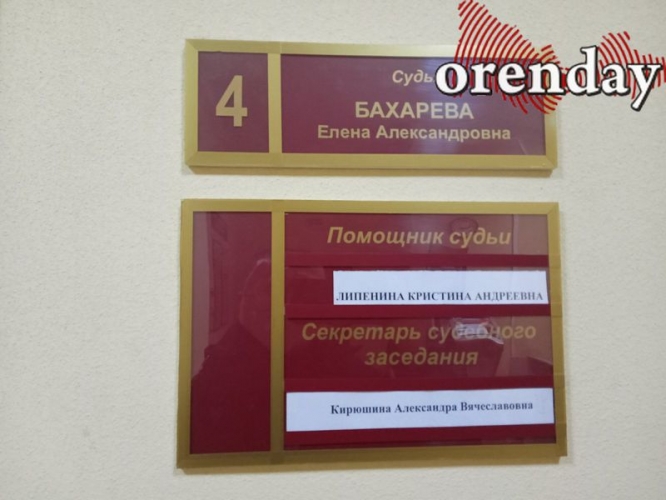 4
Судь
БАХАРЕВА
Елена Александровна
orenday
Помощник судьи
ЛИПЕНИНА КРИСТИНА АНДРЕЕВНА
Секретарь судебного
заседания
Кирюшина Александра Вячеславовна